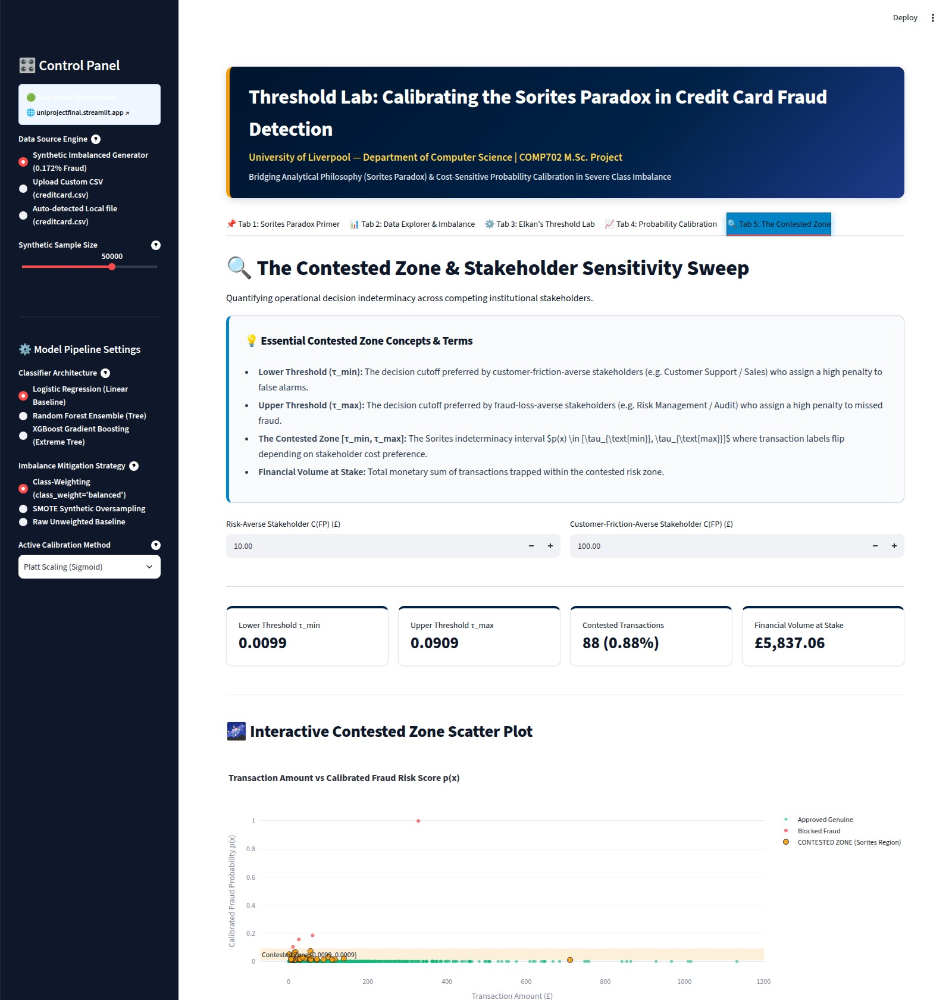 Deploy
🎛️ Control Panel
🟢 Live Public Deployment
🌐 uniprojectfinal.streamlit.app ↗
Data Source Engine
Synthetic Imbalanced Generator
(0.172% Fraud)
Upload Custom CSV
(creditcard.csv)
Auto-detected Local file
(creditcard.csv)
Synthetic Sample Size
50000
⚙️ Model Pipeline Settings
Classifier Architecture
Logistic Regression (Linear
Baseline)
Random Forest Ensemble (Tree)
XGBoost Gradient Boosting
(Extreme Tree)
Imbalance Mitigation Strategy
Class-Weighting
(class_weight='balanced')
SMOTE Synthetic Oversampling
Raw Unweighted Baseline
Active Calibration Method
Platt Scaling (Sigmoid)
Threshold Lab: Calibrating the Sorites Paradox in Credit Card Fraud
Detection
University of Liverpool — Department of Computer Science | COMP702 M.Sc. Project
Bridging Analytical Philosophy (Sorites Paradox) & Cost-Sensitive Probability Calibration in Severe Class Imbalance
📌 Tab 1: Sorites Paradox Primer
📊 Tab 2: Data Explorer & Imbalance
⚙️ Tab 3: Elkan's Threshold Lab
📈 Tab 4: Probability Calibration
🔍 Tab 5: The Contested Zone
🔍 The Contested Zone & Stakeholder Sensitivity Sweep
Quantifying operational decision indeterminacy across competing institutional stakeholders.
💡 Essential Contested Zone Concepts & Terms
• Lower Threshold (τ_min): The decision cutoff preferred by customer-friction-averse stakeholders (e.g. Customer Support / Sales) who assign a high penalty to
false alarms.
• Upper Threshold (τ_max): The decision cutoff preferred by fraud-loss-averse stakeholders (e.g. Risk Management / Audit) who assign a high penalty to missed
fraud.
• The Contested Zone [τ_min, τ_max]: The Sorites indeterminacy interval $p(x) \in [\tau_{\text{min}}, \tau_{\text{max}}]$ where transaction labels flip
depending on stakeholder cost preference.
• Financial Volume at Stake: Total monetary sum of transactions trapped within the contested risk zone.
Risk-Averse Stakeholder C(FP) (£)
10.00
Customer-Friction-Averse Stakeholder C(FP) (£)
100.00
Lower Threshold τ_min
0.0099
Upper Threshold τ_max
0.0909
Contested Transactions
88 (0.88%)
Financial Volume at Stake
£5,837.06
🌌 Interactive Contested Zone Scatter Plot
Transaction Amount vs Calibrated Fraud Risk Score p(x)
Calibrated Fraud Probability p(x)
1
0.8
0.6
0.4
0.2
0
Contested Zone [0.0099, 0.0909]
0 200 400 600 800 1000 1200
Transaction Amount (£)
Approved Genuine
Blocked Fraud
CONTESTED ZONE (Sorites Region)